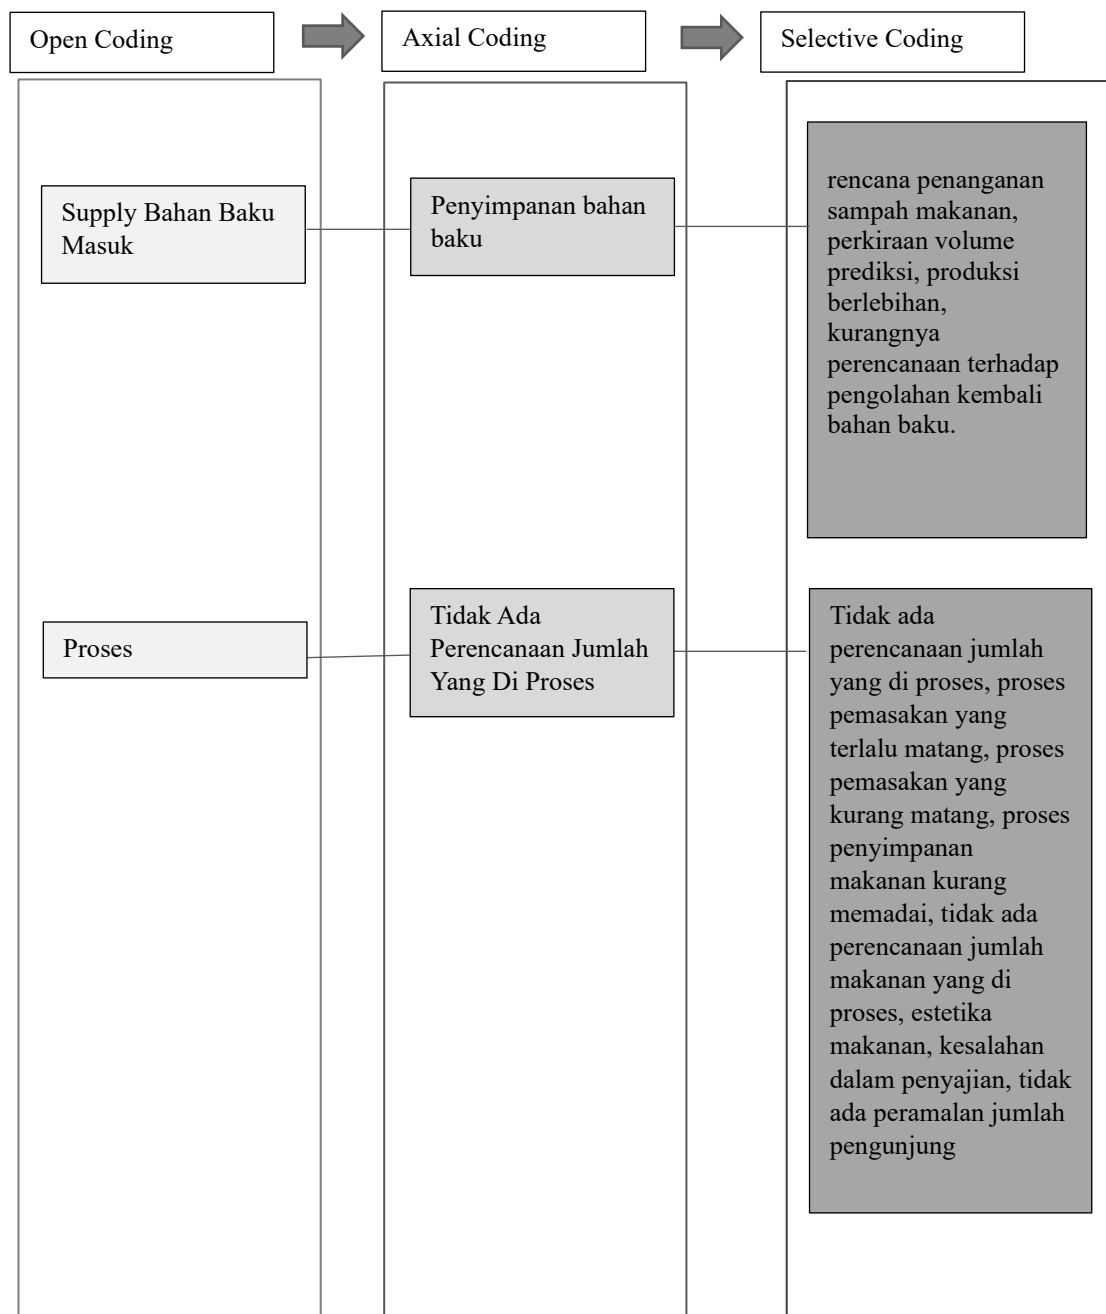 Open Coding
Axial Coding
Selective Coding
Supply Bahan Baku
Masuk
Penyimpanan bahan
baku
rencana penanganan
sampah makanan,
perkiraan volume
prediksi, produksi
berlebihan,
kurangnya
perencanaan terhadap
pengolahan kembali
bahan baku.
Proses
Tidak Ada
Perencanaan Jumlah
Yang Di Proses
Tidak ada
perencanaan jumlah
yang di proses, proses
pemasakan yang
terlalu matang, proses
pemasakan yang
kurang matang, proses
penyimpanan
makanan kurang
memadai, tidak ada
perencanaan jumlah
makanan yang di
proses, estetika
makanan, kesalahan
dalam penyajian, tidak
ada peramalan jumlah
pengunjung